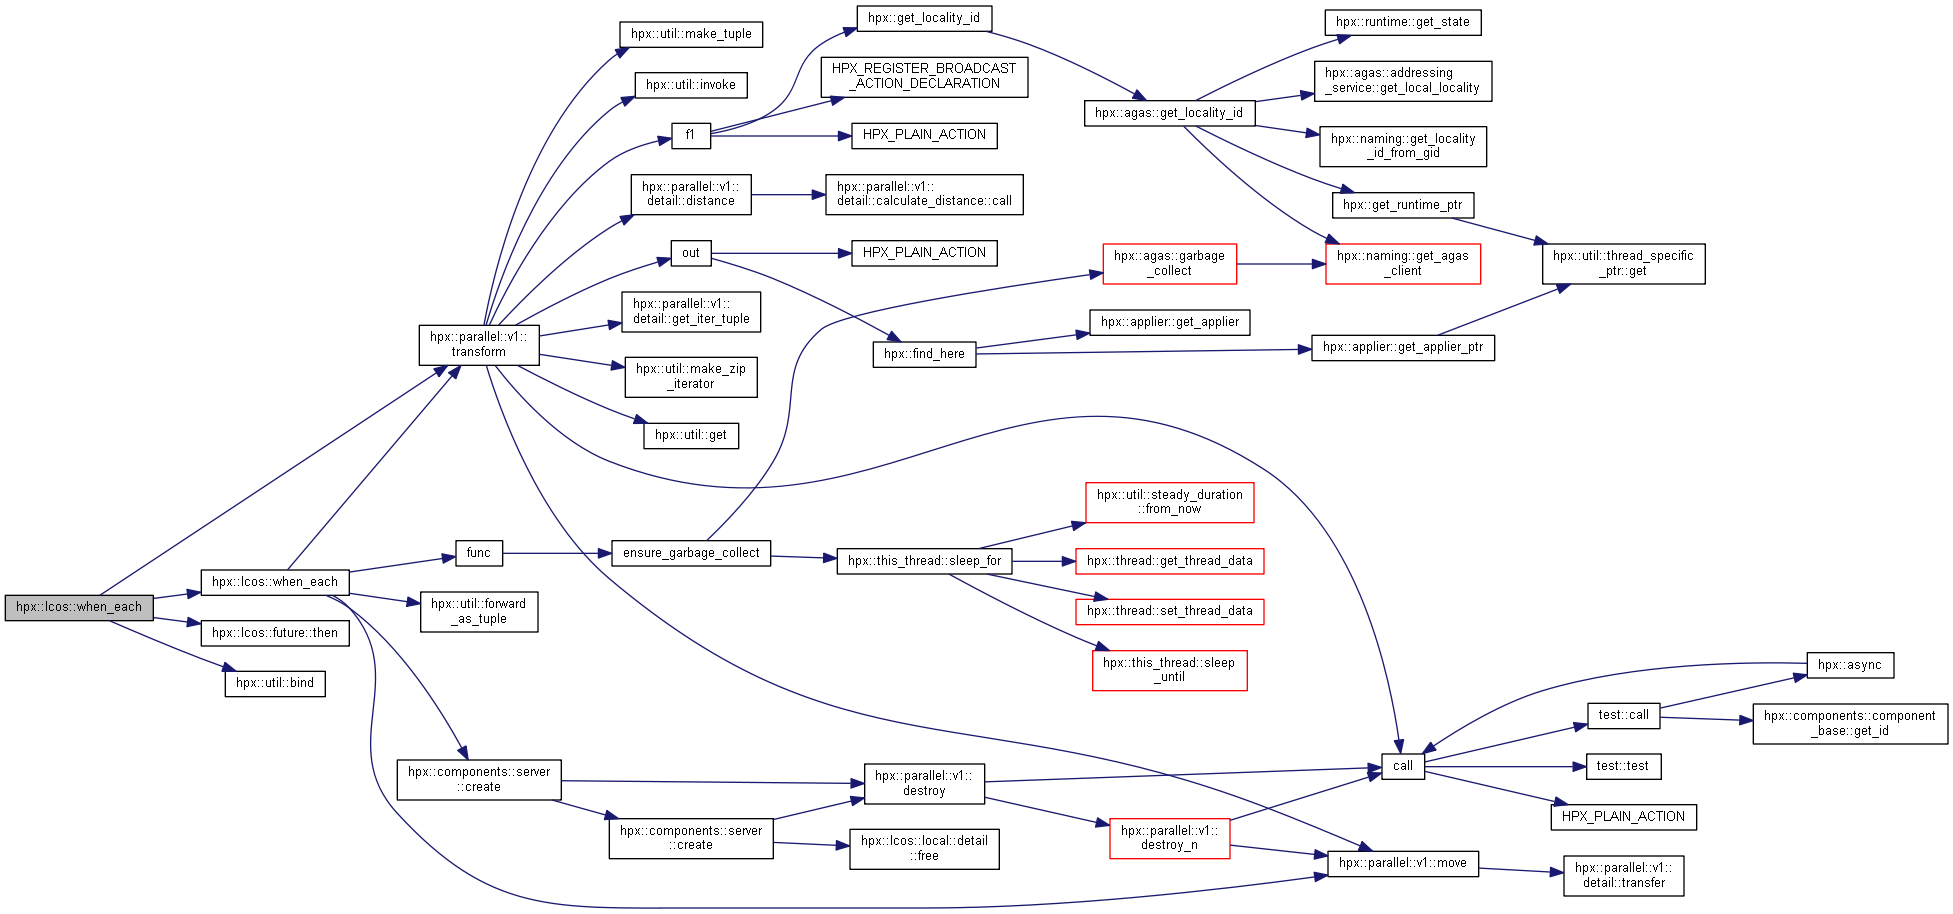 hpx::lcos::when_each
hpx::lcos::when_each
hpx::lcos::future::then
hpx::util::bind
hpx::parallel::v1::
transform
func
hpx::util::forward
_as_tuple
hpx::components::server
::create
hpx::util::make_tuple
hpx::util::invoke
f1
hpx::parallel::v1::
detail::distance
out
hpx::parallel::v1::
detail::get_iter_tuple
hpx::util::make_zip
_iterator
hpx::util::get
ensure_garbage_collect
hpx::components::server
::create
hpx::get_locality_id
HPX_REGISTER_BROADCAST
_ACTION_DECLARATION
HPX_PLAIN_ACTION
hpx::parallel::v1::
detail::calculate_distance::call
HPX_PLAIN_ACTION
hpx::find_here
hpx::this_thread::sleep_for
hpx::parallel::v1::
destroy
hpx::lcos::local::detail
::free
hpx::agas::get_locality_id
hpx::agas::garbage
_collect
hpx::applier::get_applier
hpx::util::steady_duration
::from_now
hpx::thread::get_thread_data
hpx::thread::set_thread_data
hpx::this_thread::sleep
_until
hpx::parallel::v1::
destroy_n
hpx::runtime::get_state
hpx::agas::addressing
_service::get_local_locality
hpx::naming::get_locality
_id_from_gid
hpx::get_runtime_ptr
hpx::naming::get_agas
_client
hpx::applier::get_applier_ptr
call
hpx::parallel::v1::move
hpx::util::thread_specific
_ptr::get
test::call
test::test
HPX_PLAIN_ACTION
hpx::parallel::v1::
detail::transfer
hpx::async
hpx::components::component
_base::get_id